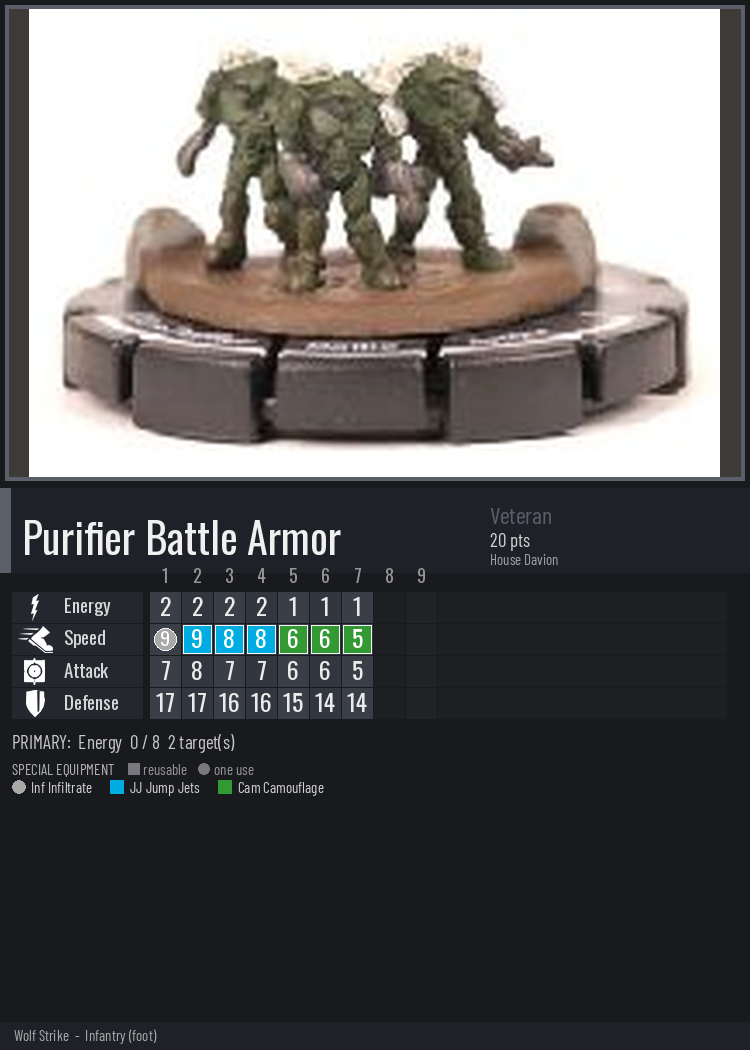 Purifier Battle Armor
Veteran
20 pts
House Davion
1 2 3 4 5 6 7 8 9
Energy 2 2 2 2 1 1 1
Speed 9 9 8 8 6 6 5
Attack 7 8 7 7 6 6 5
Defense 17 17 16 16 15 14 14
PRIMARY: Energy 0 / 8 2 target(s)
SPECIAL EQUIPMENT reusable one use
Inf Infiltrate JJ Jump Jets Cam Camouflage
Wolf Strike - Infantry (foot)